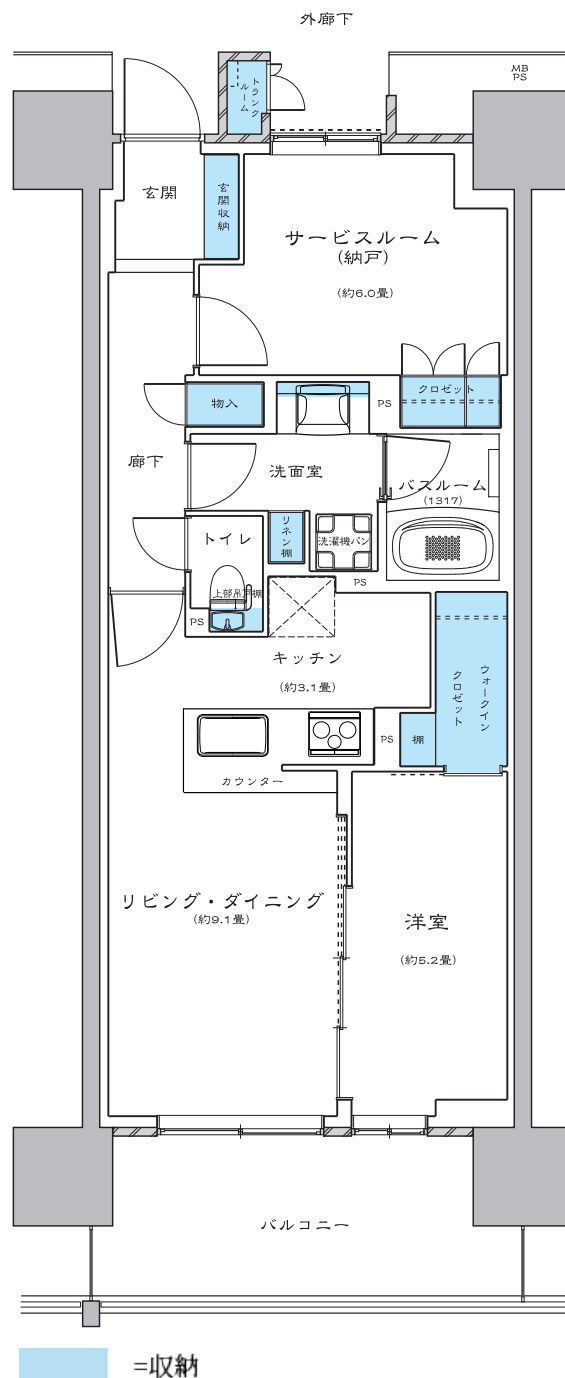 外廊下
MB
PS
トランク
ルーム
玄関
玄関収納
サービスルーム
(納戸)
(約6.0畳)
クロゼット
物入
PS
廊下
洗面室
バスルーム
(1317)
トイレ
リネン棚
洗濯機パン
上部吊戸棚
PS
PS
キッチン
(約3.1畳)
ウォークイン
クロゼット
PS
棚
カウンター
リビング・ダイニング
(約9.1畳)
洋室
(約5.2畳)
バルコニー
=収納